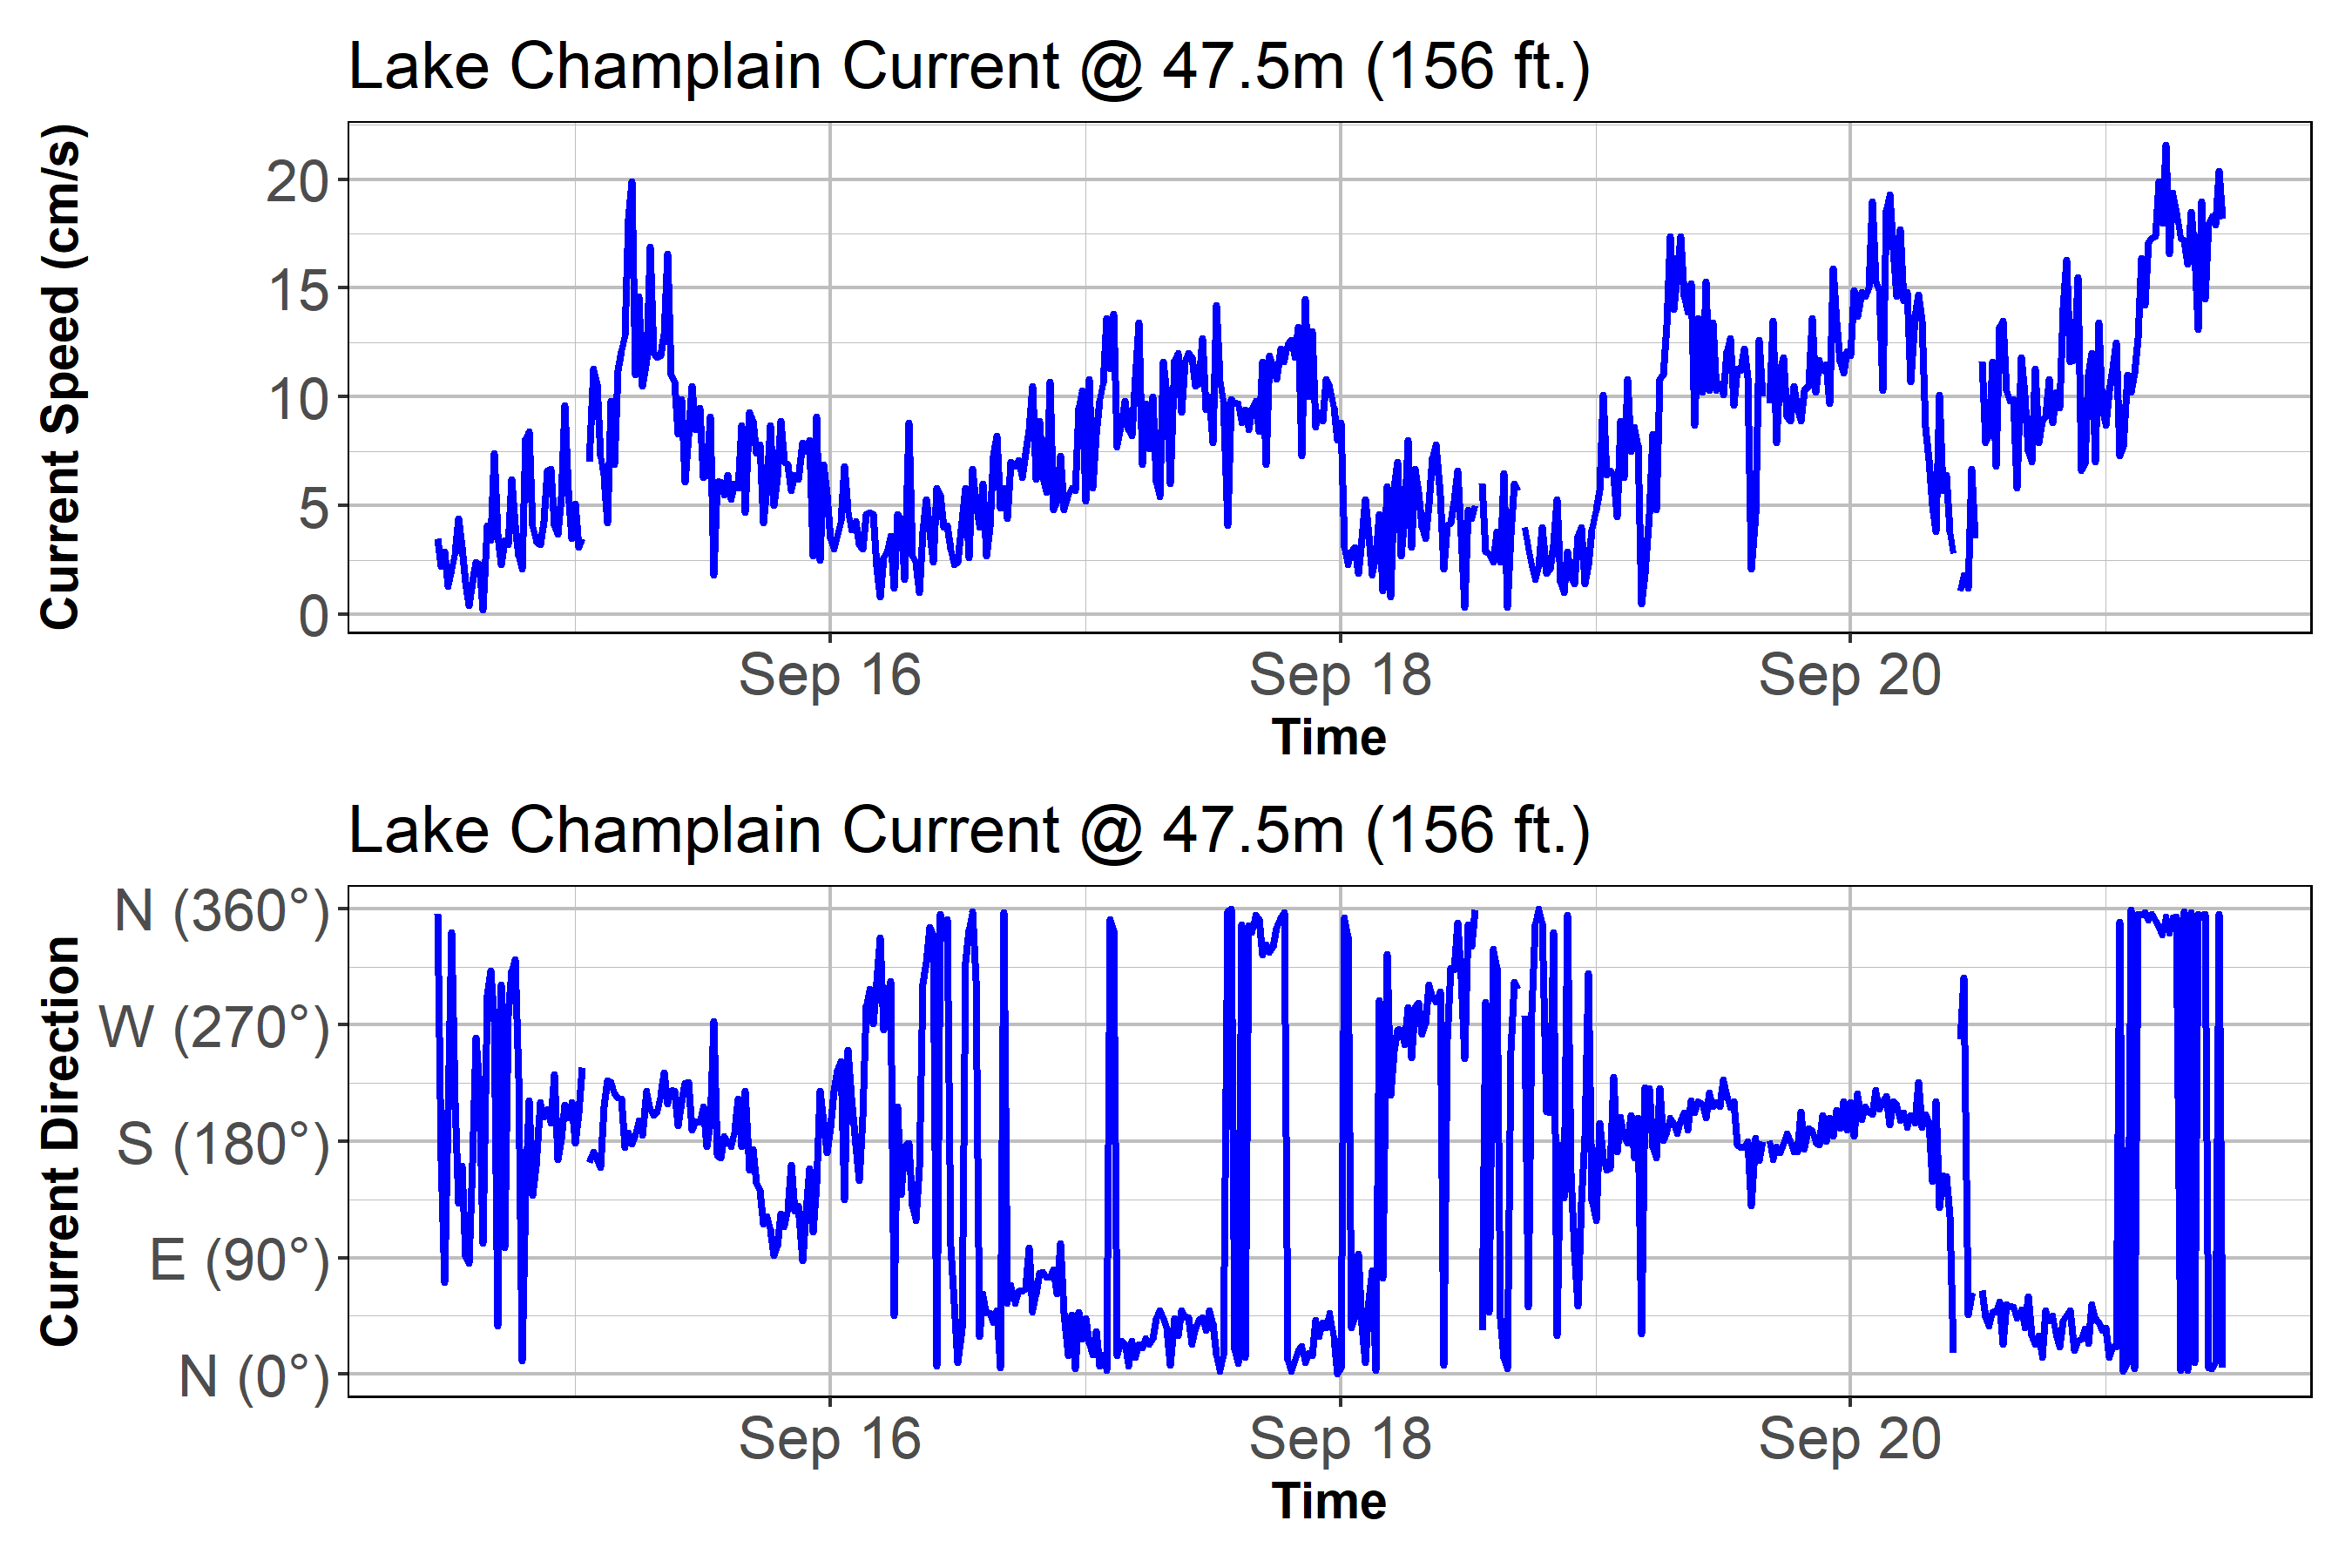 Lake Champlain Current @ 47.5m (156 ft.)
Current Speed (cm/s)
20
15
10
5
0
Sep 16 Sep 18 Sep 20
Time
Lake Champlain Current @ 47.5m (156 ft.)
Current Direction
N (360°)
W (270°)
S (180°)
E (90°)
N (0°)
Sep 16 Sep 18 Sep 20
Time